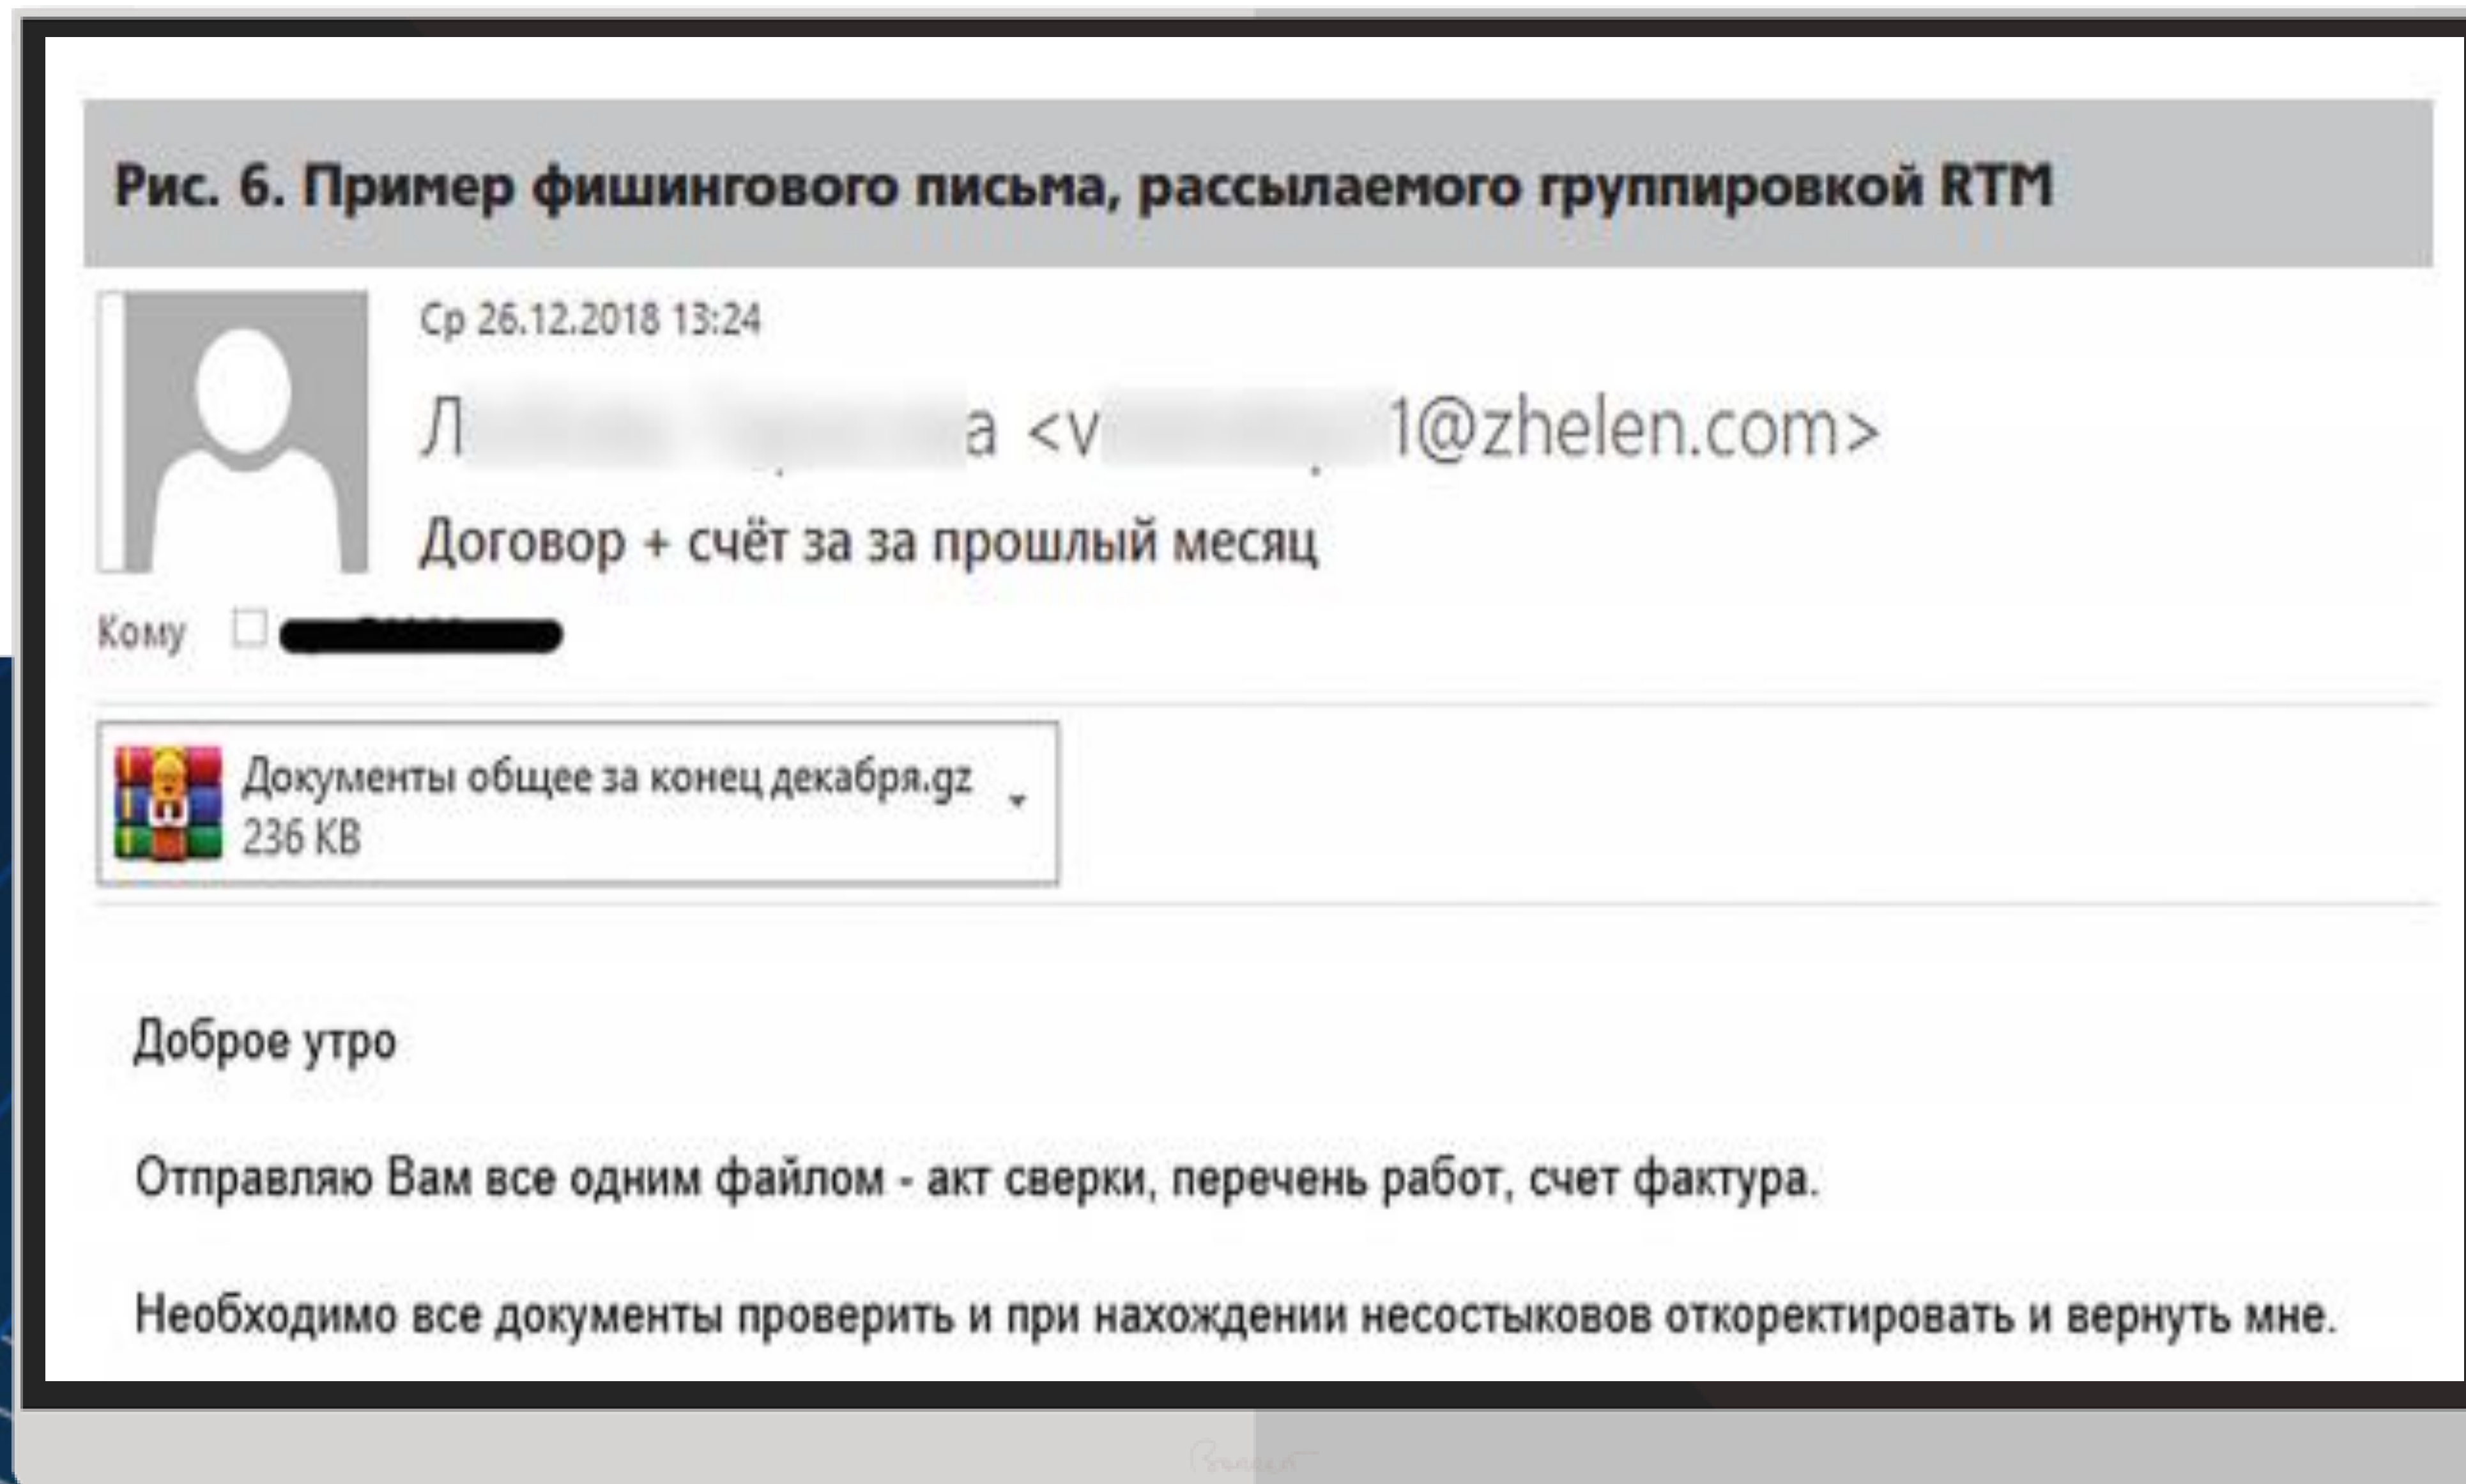 Рис. 6. Пример фишингового письма, рассылаемого группировкой RTM
Ср 26.12.2018 13:24
Л а <v 1@zhelen.com>
Договор + счёт за за прошлый месяц
Кому
Документы общее за конец декабря.gz
236 KB
Доброе утро
Отправляю Вам все одним файлом - акт сверки, перечень работ, счет фактура.
Необходимо все документы проверить и при нахождении несостыковов откоректировать и вернуть мне.